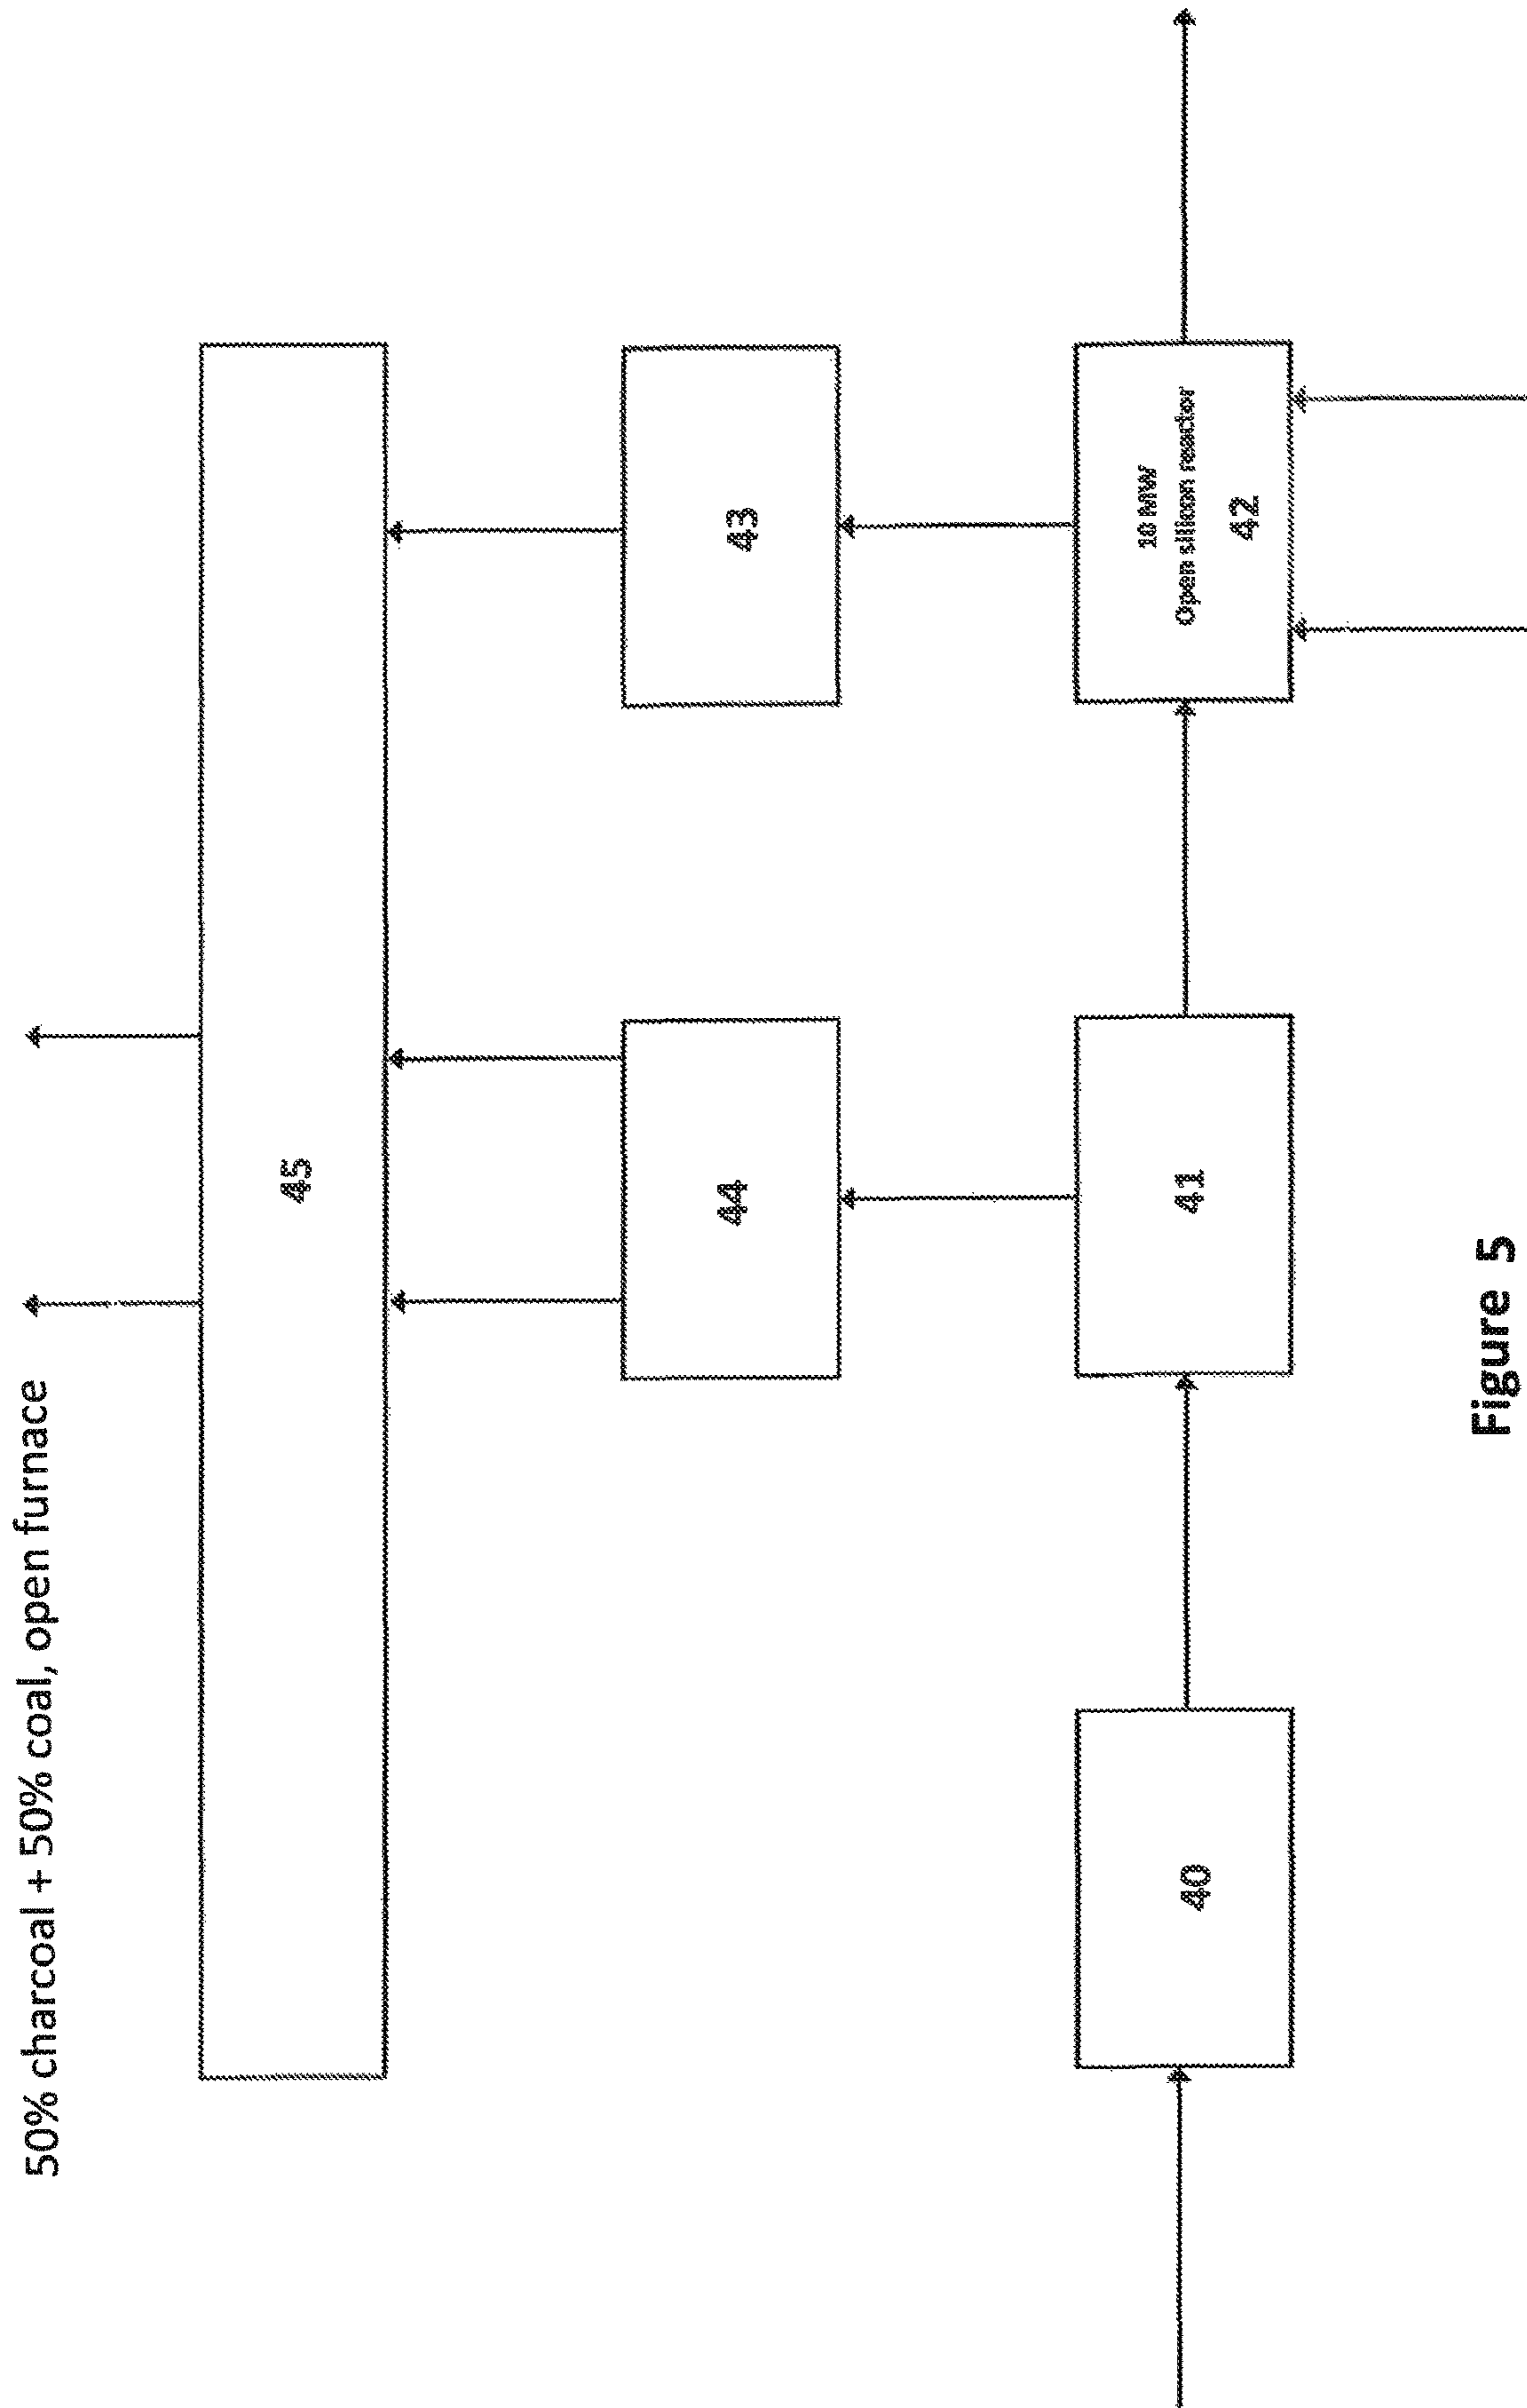 50% charcoal + 50% coal, open furnace
45
44
43
40
41
10 MW
Open silicon reactor
42
Figure 5